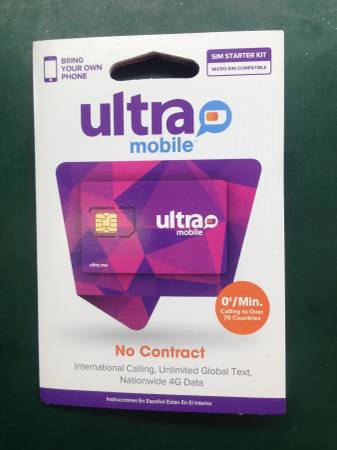 BRING
YOUR OWN
PHONE
SIM STARTER KIT
MICRO-SIM COMPATIBLE
ultra
mobile™
ultra
mobile
ultra.me
0¢/Min.
Calling to Over
70 Countries
No Contract
International Calling, Unlimited Global Text,
Nationwide 4G Data
Instrucciones En Español Están En El Interior